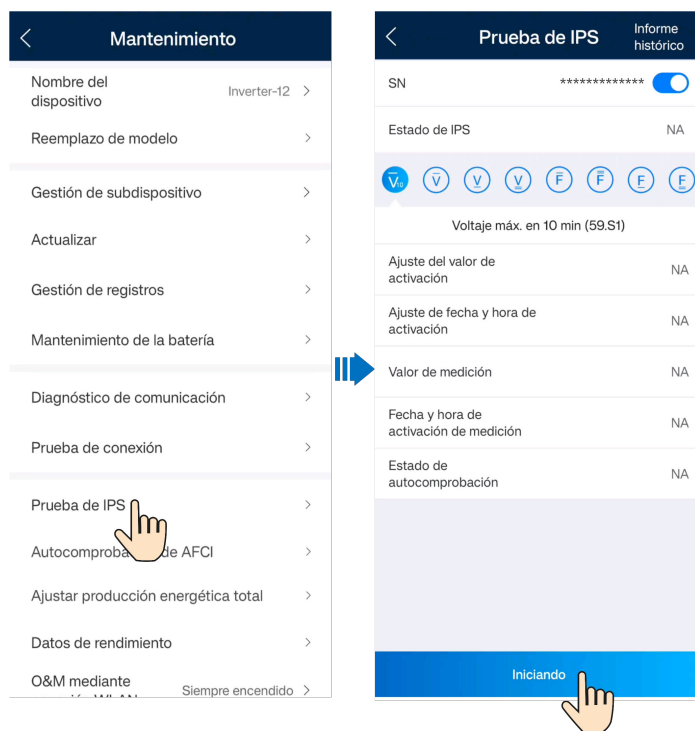 Mantenimiento
Nombre del
dispositivo
Inverter-12
Reemplazo de modelo
Gestión de subdispositivo
Actualizar
Gestión de registros
Mantenimiento de la batería
Diagnóstico de comunicación
Prueba de conexión
Prueba de IPS
Autocomproba de AFCI
Ajustar producción energética total
Datos de rendimiento
O&M mediante
Siempre encendido
Prueba de IPS
Informe
histórico
SN
*************
Estado de IPS
NA
V10 V V V F F F F
Voltaje máx. en 10 min (59.S1)
Ajuste del valor de
activación
NA
Ajuste de fecha y hora de
activación
NA
Valor de medición
NA
Fecha y hora de
activación de medición
NA
Estado de
autocomprobación
NA
Iniciando